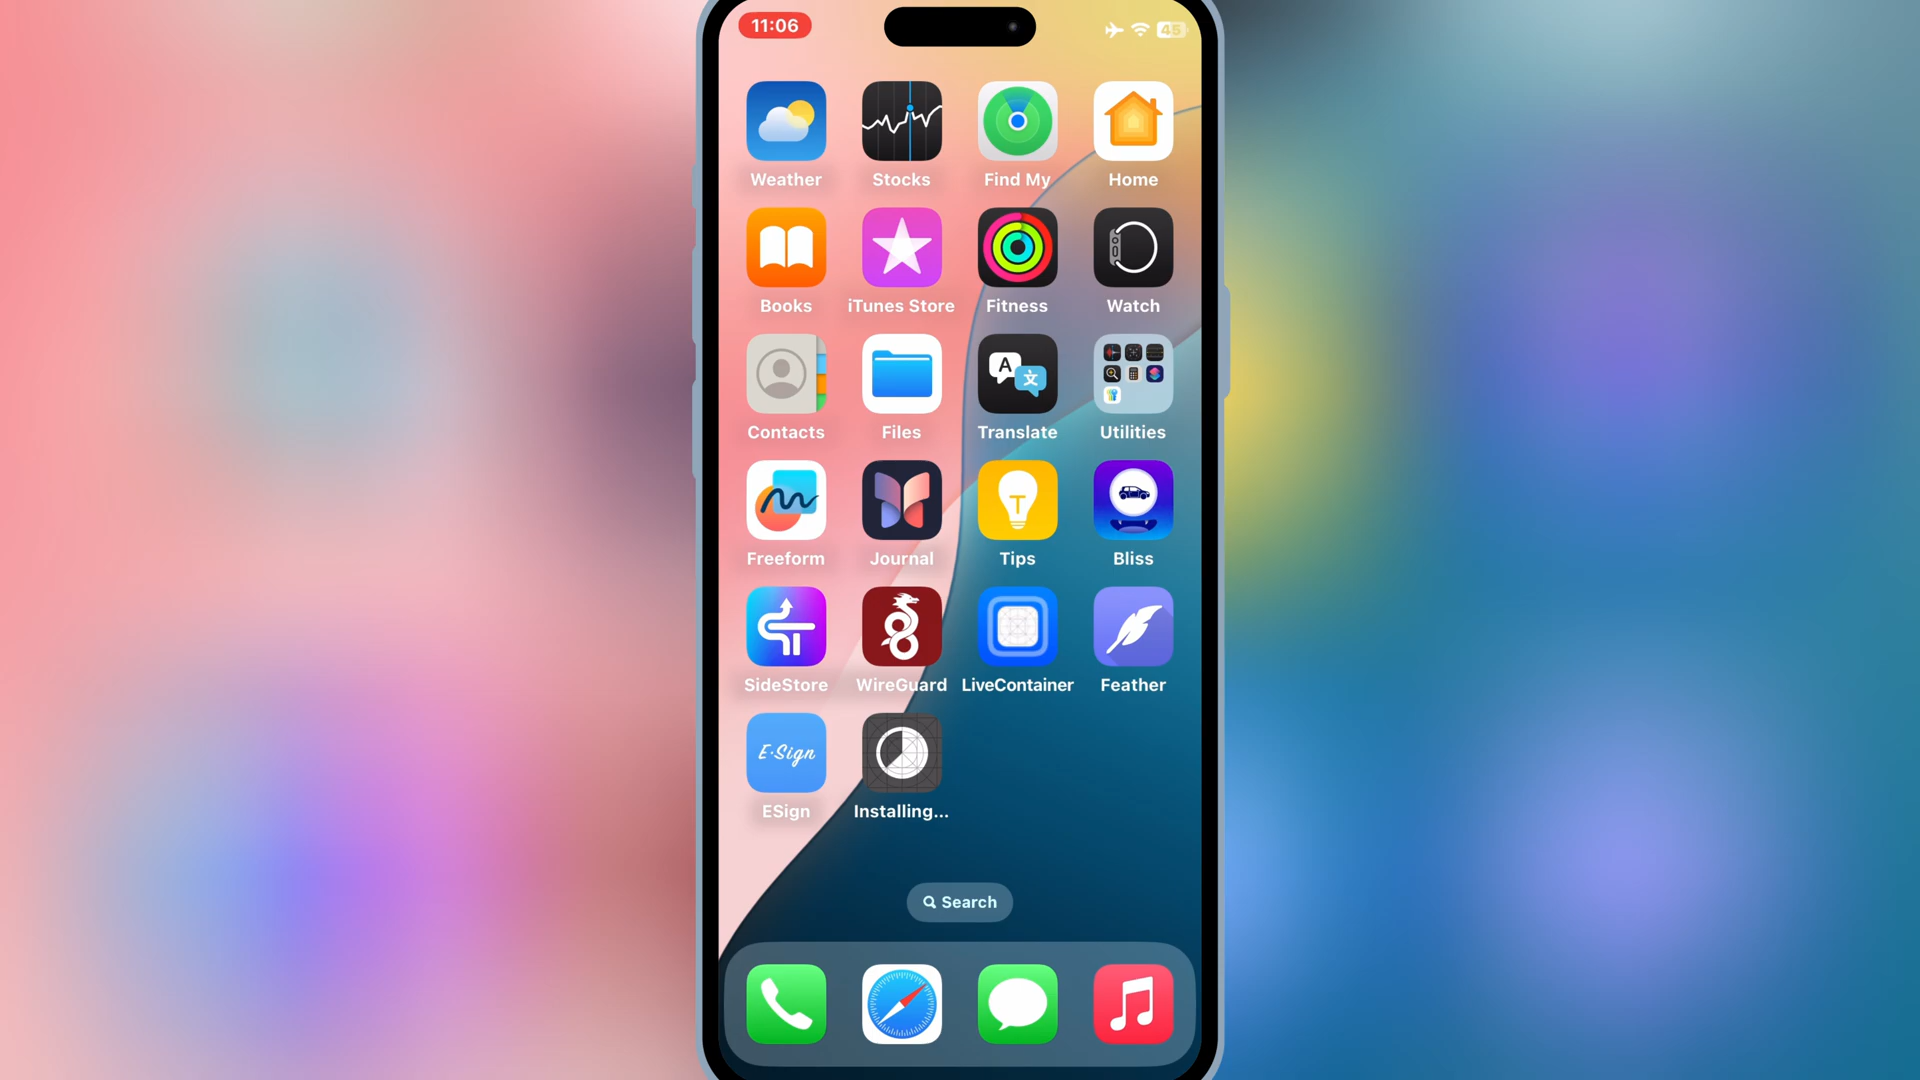 11:06
45
Weather Stocks Find My Home
Books iTunes Store Fitness Watch
A 文
Contacts Files Translate Utilities
T
Freeform Journal Tips Bliss
SideStore WireGuard LiveContainer Feather
E·Sign
ESign Installing...
Search